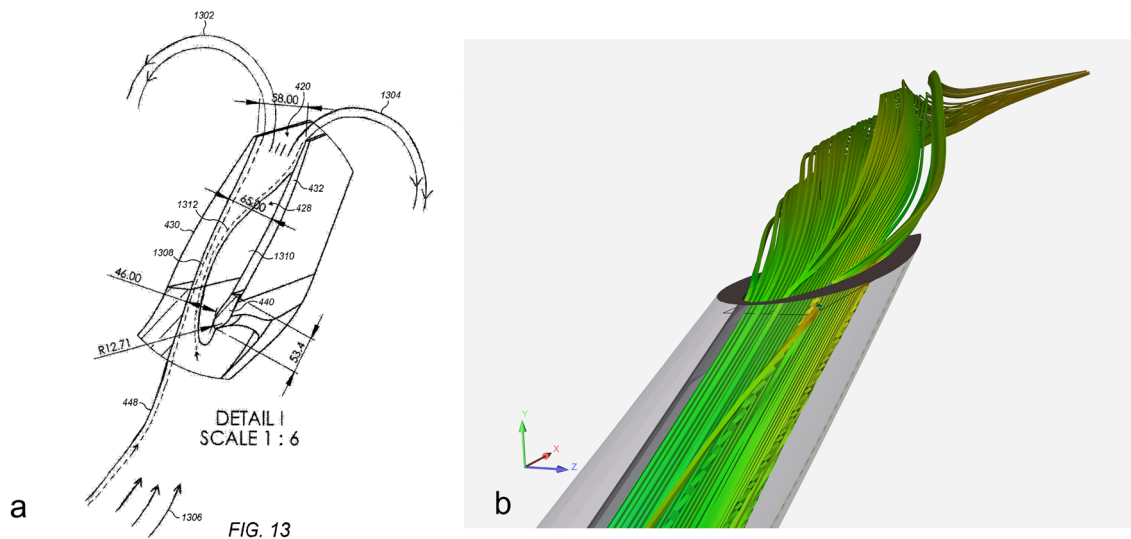 1302
420
58.00
1304
432
1312
65.00
428
430
1308
1310
46.00
440
R12.71
53.4
448
DETAIL I
SCALE 1 : 6
1306
FIG. 13
a
Y
X
Z
b